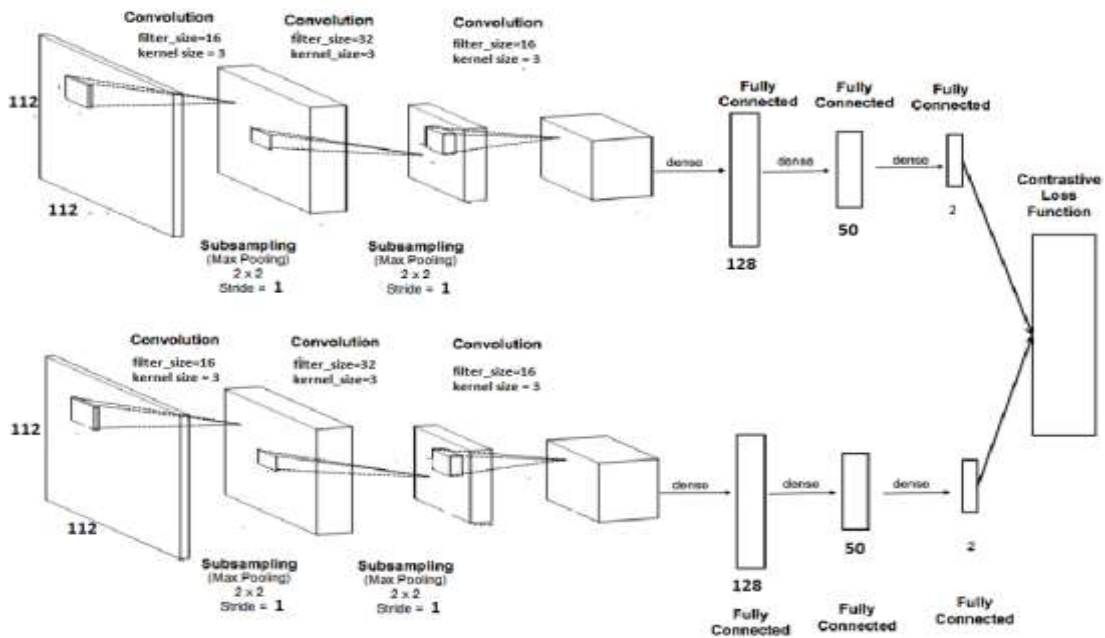 Convolution
filter_size=16
kernel size = 3
Convolution
filter_size=32
kernel_size=3
Convolution
filter_size=16
kernel size = 3
112
112
Subsampling
(Max Pooling)
2 x 2
Stride = 1
Subsampling
(Max Pooling)
2 x 2
Stride = 1
dense
Fully
Connected
128
dense
Fully
Connected
50
dense
Fully
Connected
2
Contrastive
Loss
Function
Convolution
filter_size=16
kernel size = 3
Convolution
filter_size=32
kernel_size=3
Convolution
filter_size=16
kernel size = 3
112
112
Subsampling
(Max Pooling)
2 x 2
Stride = 1
Subsampling
(Max Pooling)
2 x 2
Stride = 1
dense
128
Fully
Connected
dense
50
Fully
Connected
dense
2
Fully
Connected